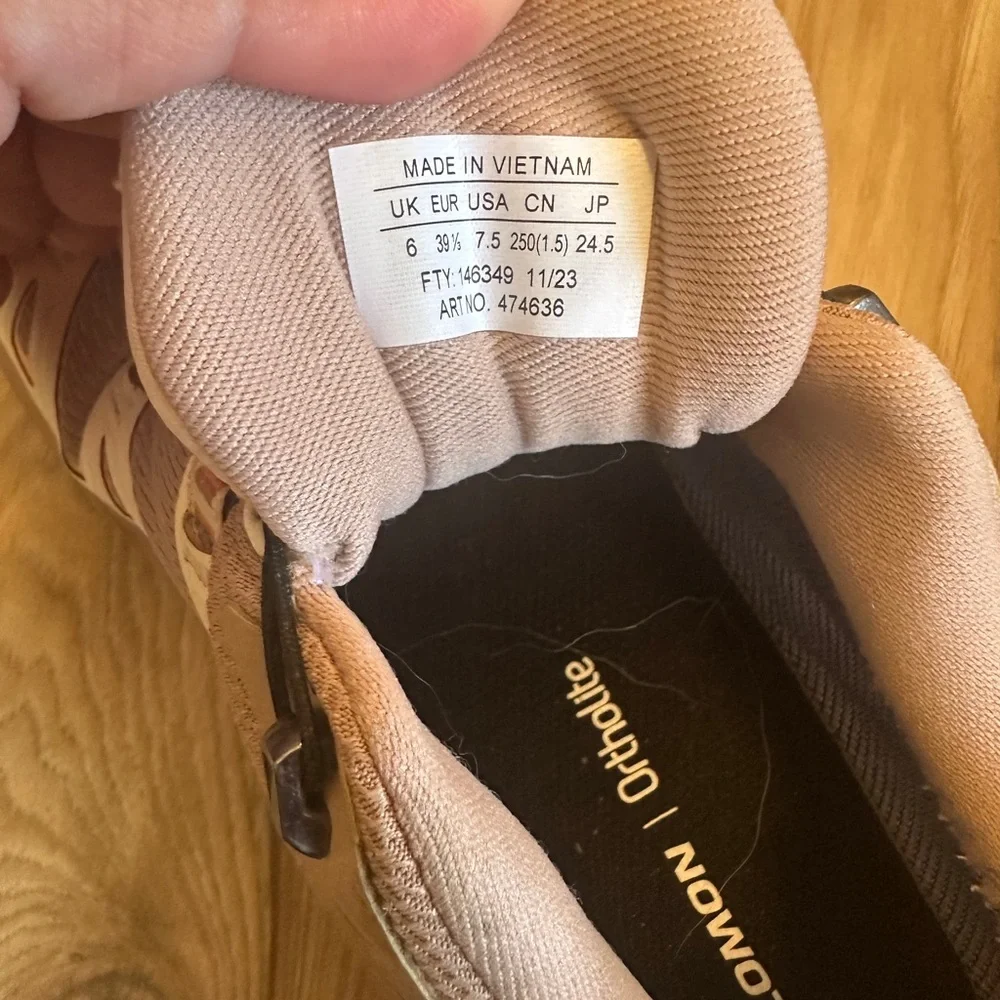 MADE IN VIETNAM
UK EUR USA CN JP
6 39⅓ 7.5 250(1.5) 24.5
FTY: 146349 11/23
ART NO. 474636
Ortholite | LOMON